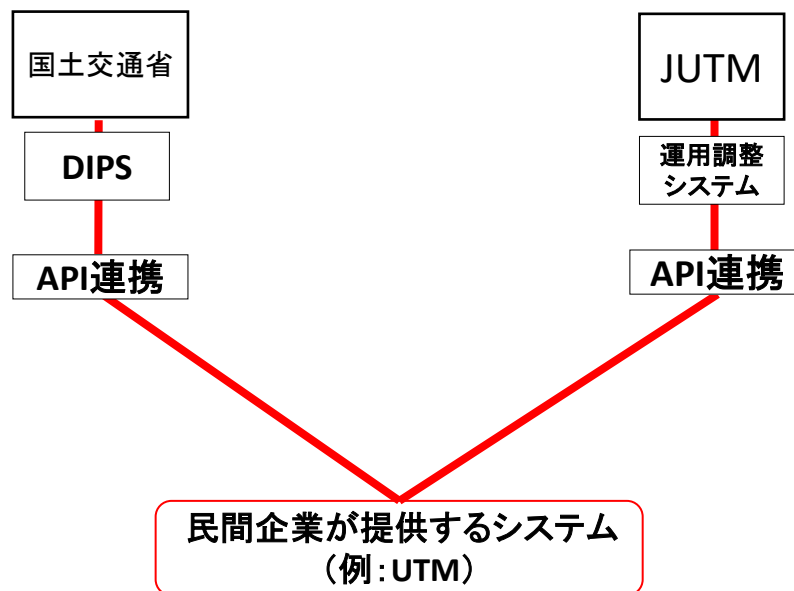 国土交通省
DIPS
API連携
JUTM
運用調整
システム
API連携
民間企業が提供するシステム
（例：UTM）